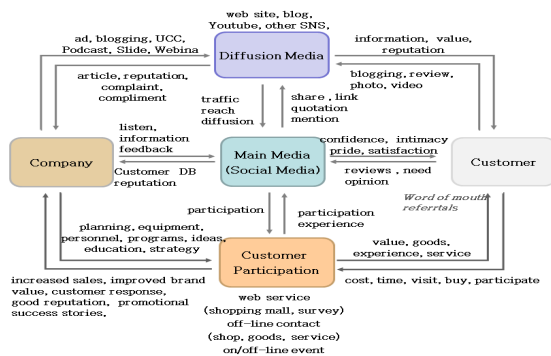 web site, blog,
Youtube, other SNS,
ad, blogging, UCC,
Podcast, Slide, Webina
Diffusion Media
information, value,
reputation
article, reputation,
complaint,
compliment
blogging, review,
photo, video
traffic
reach
diffusion
share , link
quotation
mention
listen,
information
feedback
confidence, intimacy
pride, satisfaction
Company
Main Media
(Social Media)
Customer
Customer DB
reputation
reviews , need
opinion
Word of mouth
referrtals
participation
participation
experience
planning, equipment,
personnel, programs, ideas,
education, strategy
Customer
Participation
value, goods,
experience, service
increased sales, improved brand
value, customer response,
good reputation, promotional
success stories,
cost, time, visit, buy, participate
web service
(shopping mall, survey)
off-line contact
(shop, goods, service)
on/off-line event